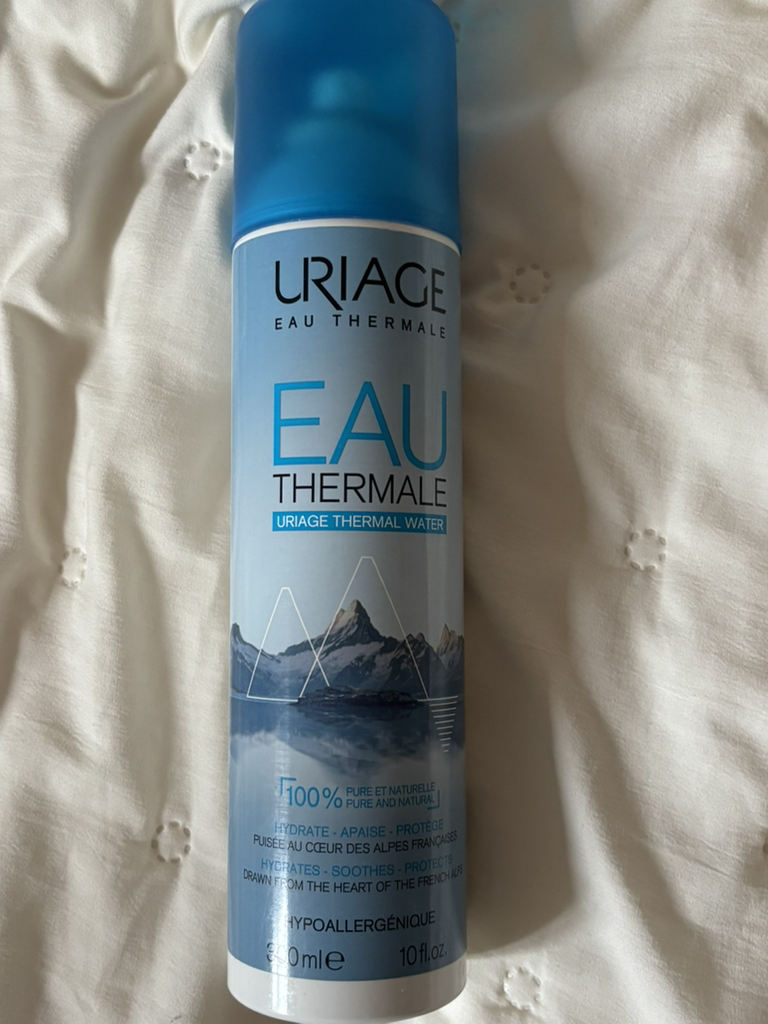 URIAGE
EAU THERMALE
EAU
THERMALE
URIAGE THERMAL WATER
100% PURE ET NATURELLE
PURE AND NATURAL
HYDRATE - APAISE - PROTÈGE
PUISÉE AU CŒUR DES ALPES FRANÇAISES
HYDRATES - SOOTHES - PROTECTS
DRAWN FROM THE HEART OF THE FRENCH ALPS
HYPOALLERGÉNIQUE
300 ml e 10 fl.oz.